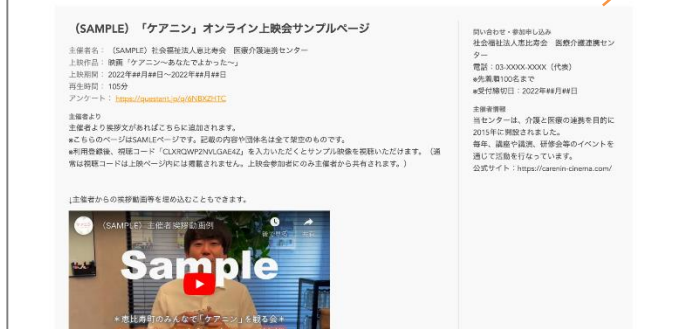 （SAMPLE）「ケアニン」オンライン上映会サンプルページ
主催者名： （SAMPLE）社会福祉法人恵比寿会 医療介護連携センター
上映作品： 映画「ケアニン〜あなたでよかった〜」
上映期間： 2022年##月##日〜2022年##月##日
再生時間： 105分
アンケート： https://questant.jp/q/6NBXZHTC
主催者より
主催者より挨拶文があればこちらに追加されます。
※こちらのページはSAMLEページです。記載の内容や団体名は全て架空のものです。
※利用登録後、視聴コード「CLXRQWP2NVLGAE4Z」を入力いただくとサンプル映像を視聴いただけます。（通
常は視聴コードは上映ページ内には掲載されません。上映会参加者にのみ主催者から共有されます。）
↓主催者からの挨拶動画等を埋め込むこともできます。
（SAMPLE）主催者挨拶動画例
後で見る 共有
Sample
＊恵比寿町のみんなで「ケアニン」を観る会＊
問い合わせ・参加申し込み
社会福祉法人恵比寿会 医療介護連携セン
ター
電話：03-XXXX-XXXX（代表）
※先着順100名まで
※受付締切日：2022年##月##日
主催者情報
当センターは、介護と医療の連携を目的に
2015年に開設されました。
毎年、講座や講演、研修会等のイベントを
通じて活動を行なっています。
公式サイト：https://carenin-cinema.com/